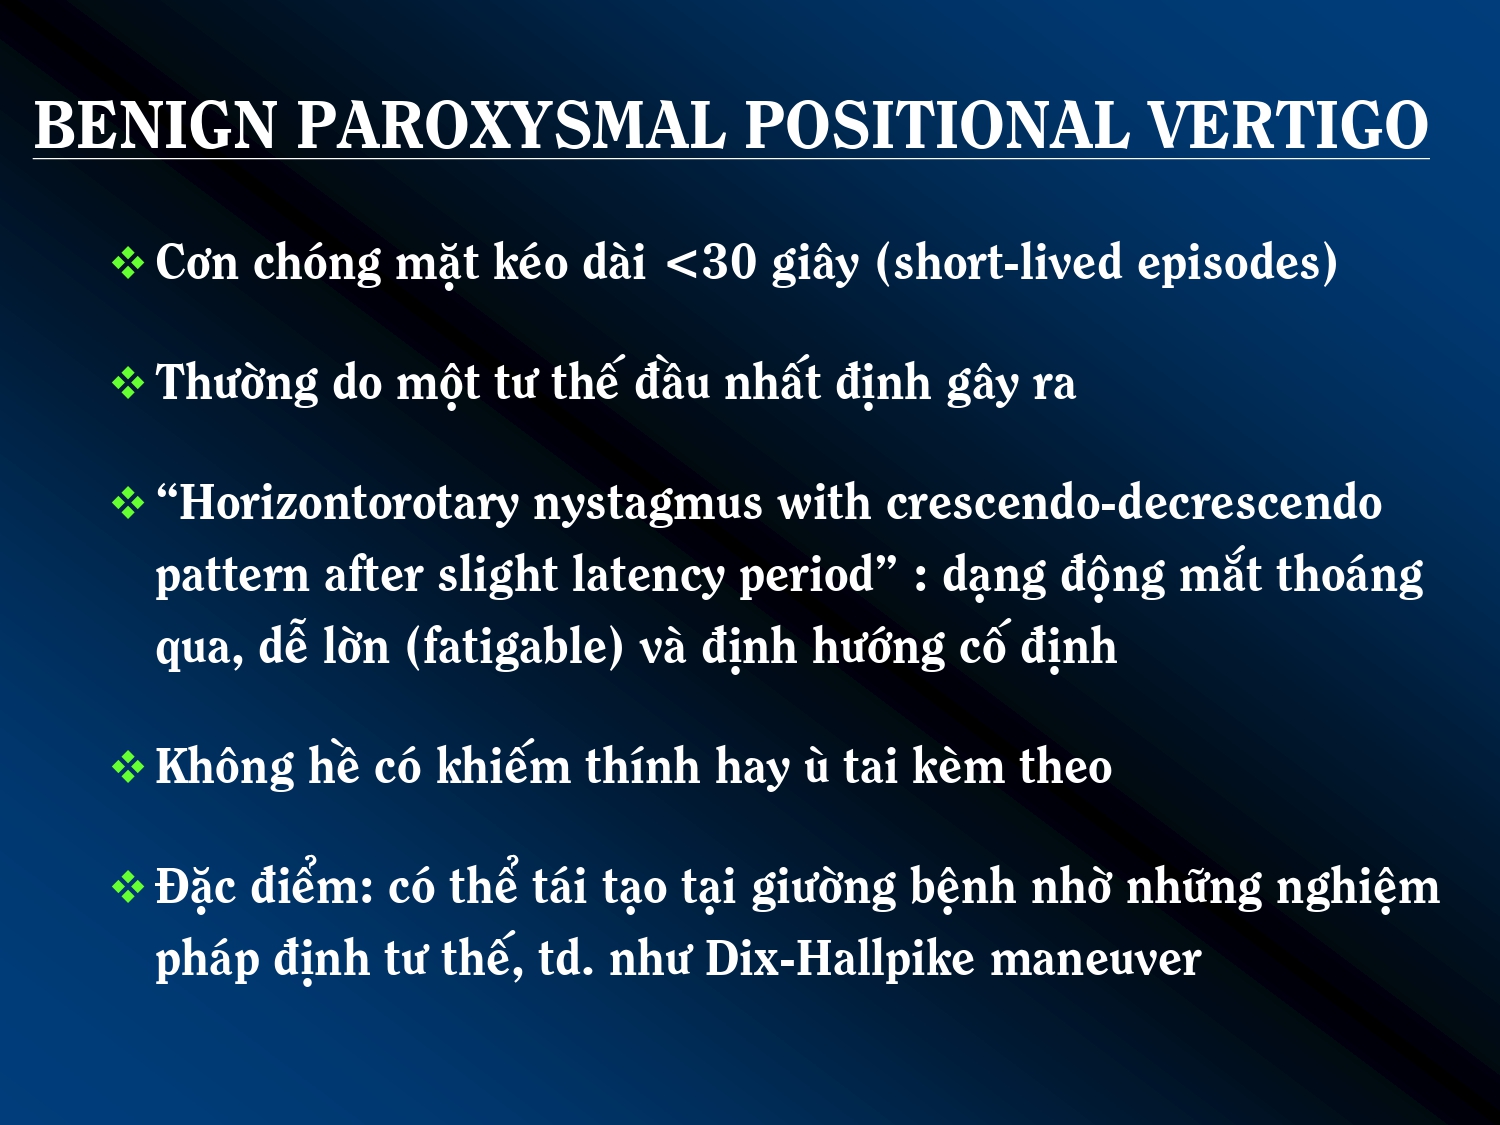 BENIGN PAROXYSMAL POSITIONAL VERTIGO
❖ Cơn chóng mặt kéo dài <30 giây (short-lived episodes)
❖ Thường do một tư thế đầu nhất định gây ra
❖ “Horizontorotary nystagmus with crescendo-decrescendo
pattern after slight latency period” : dạng động mắt thoáng
qua, dễ lờn (fatigable) và định hướng cố định
❖ Không hề có khiếm thính hay ù tai kèm theo
❖ Đặc điểm: có thể tái tạo tại giường bệnh nhờ những nghiệm
pháp định tư thế, td. như Dix-Hallpike maneuver